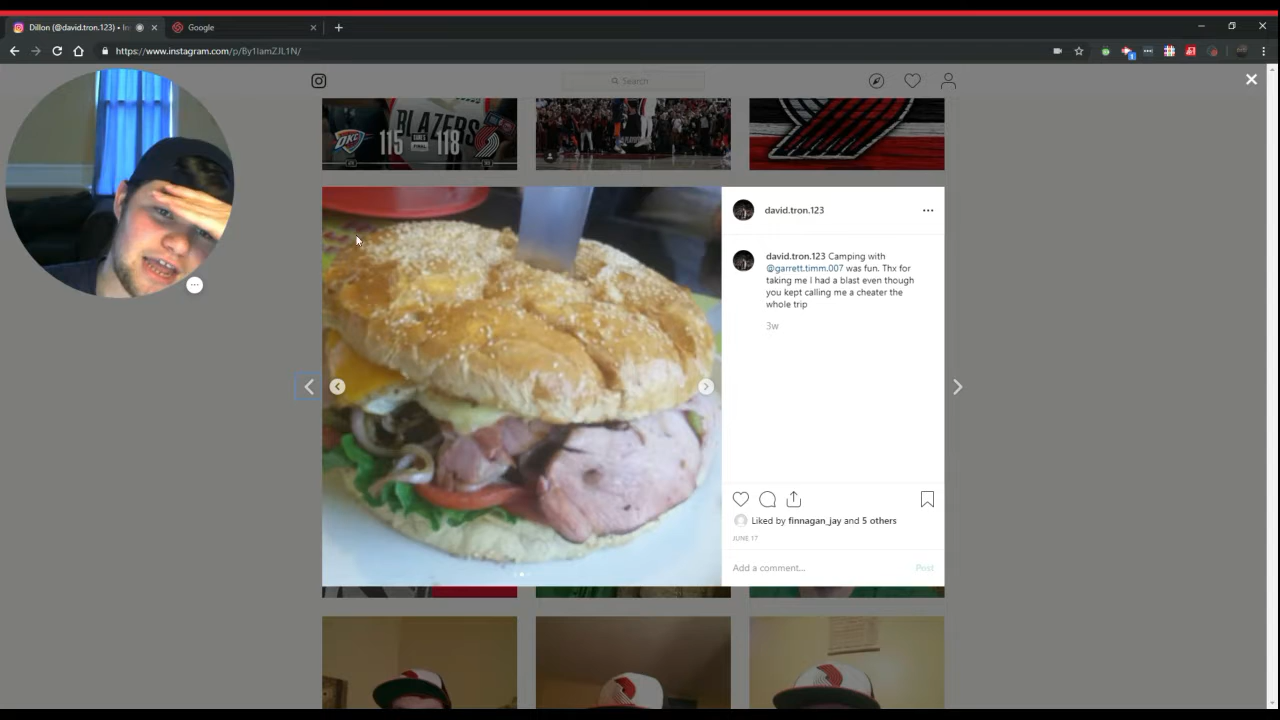 Dillon (@david.tron.123) • In
Google
https://www.instagram.com/p/By1IamZJL1N/
Search
BLAZERS
OKC
115
FINAL
118
david.tron.123
david.tron.123 Camping with
@garrett.timm.007 was fun. Thx for
taking me I had a blast even though
you kept calling me a cheater the
whole trip
3w
Liked by finnagan_jay and 5 others
JUNE 17
Add a comment...
Post